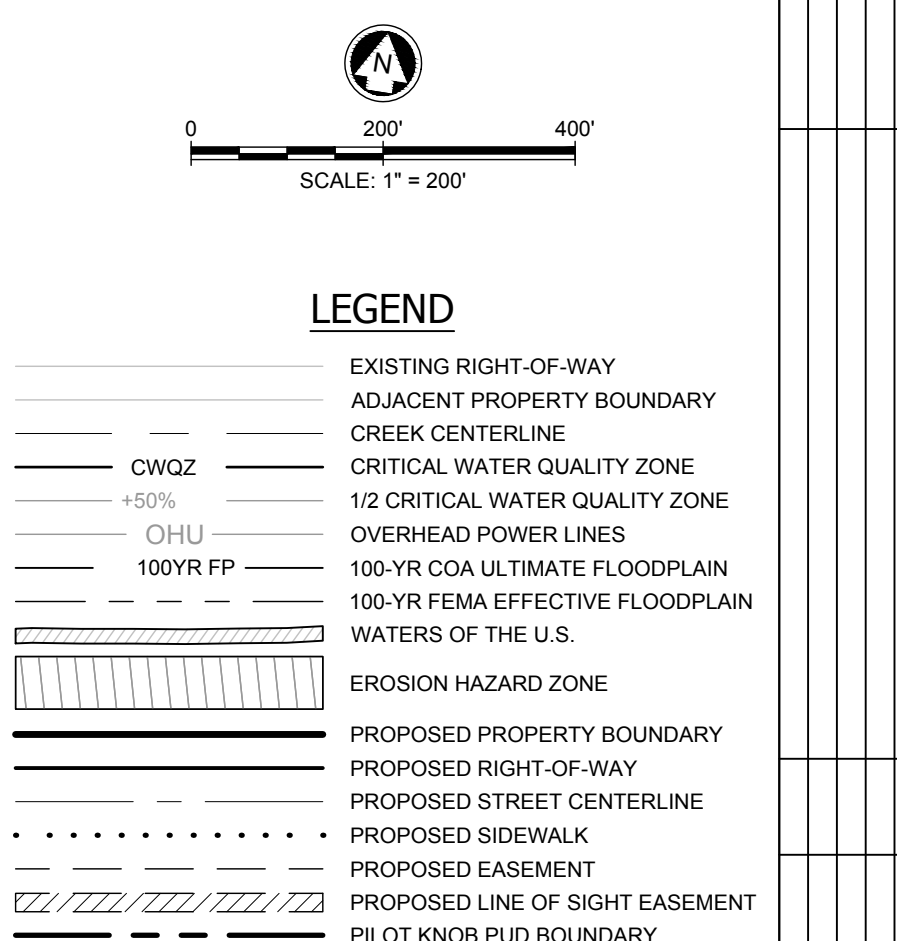 N
0 200' 400'
SCALE: 1" = 200'
LEGEND
EXISTING RIGHT-OF-WAY
ADJACENT PROPERTY BOUNDARY
CREEK CENTERLINE
CWQZ CRITICAL WATER QUALITY ZONE
+50% 1/2 CRITICAL WATER QUALITY ZONE
OHU OVERHEAD POWER LINES
100YR FP 100-YR COA ULTIMATE FLOODPLAIN
100-YR FEMA EFFECTIVE FLOODPLAIN
WATERS OF THE U.S.
EROSION HAZARD ZONE
PROPOSED PROPERTY BOUNDARY
PROPOSED RIGHT-OF-WAY
PROPOSED STREET CENTERLINE
PROPOSED SIDEWALK
PROPOSED EASEMENT
PROPOSED LINE OF SIGHT EASEMENT
PILOT KNOB PUD BOUNDARY